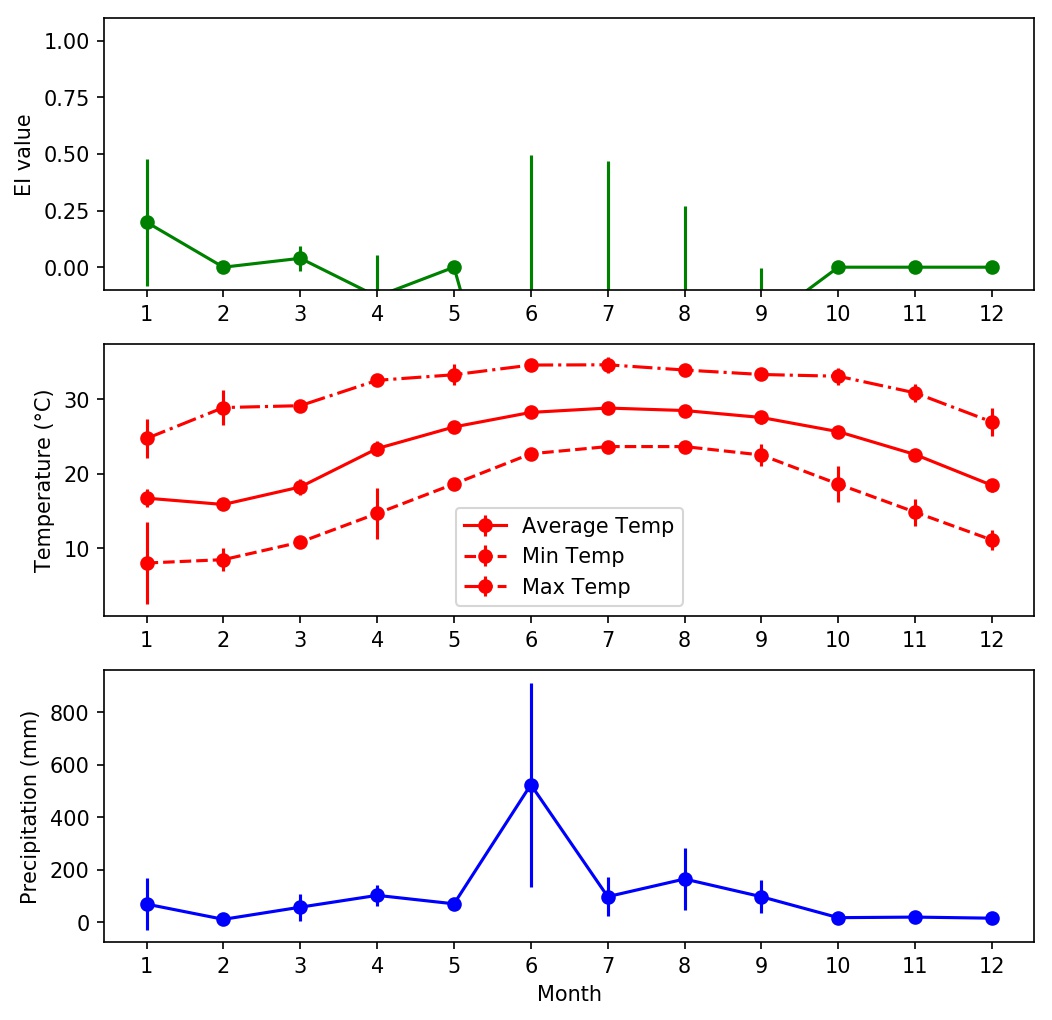 1.00
0.75
0.50
0.25
0.00
EI value
1 2 3 4 5 6 7 8 9 10 11 12
30
20
10
Temperature (°C)
Average Temp
Min Temp
Max Temp
1 2 3 4 5 6 7 8 9 10 11 12
800
600
400
200
0
Precipitation (mm)
1 2 3 4 5 6 7 8 9 10 11 12
Month